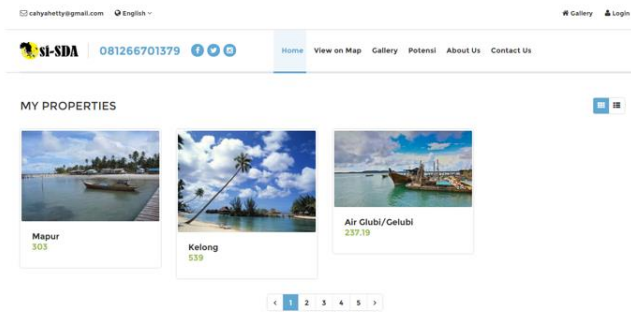 cahyahetty@gmail.com English Gallery Login
si-SDA 081266701379 Home View on Map Gallery Potensi About Us Contact Us
MY PROPERTIES
Mapur
303
Kelong
539
Air Glubi/Gelubi
237.19
< 1 2 3 4 5 >